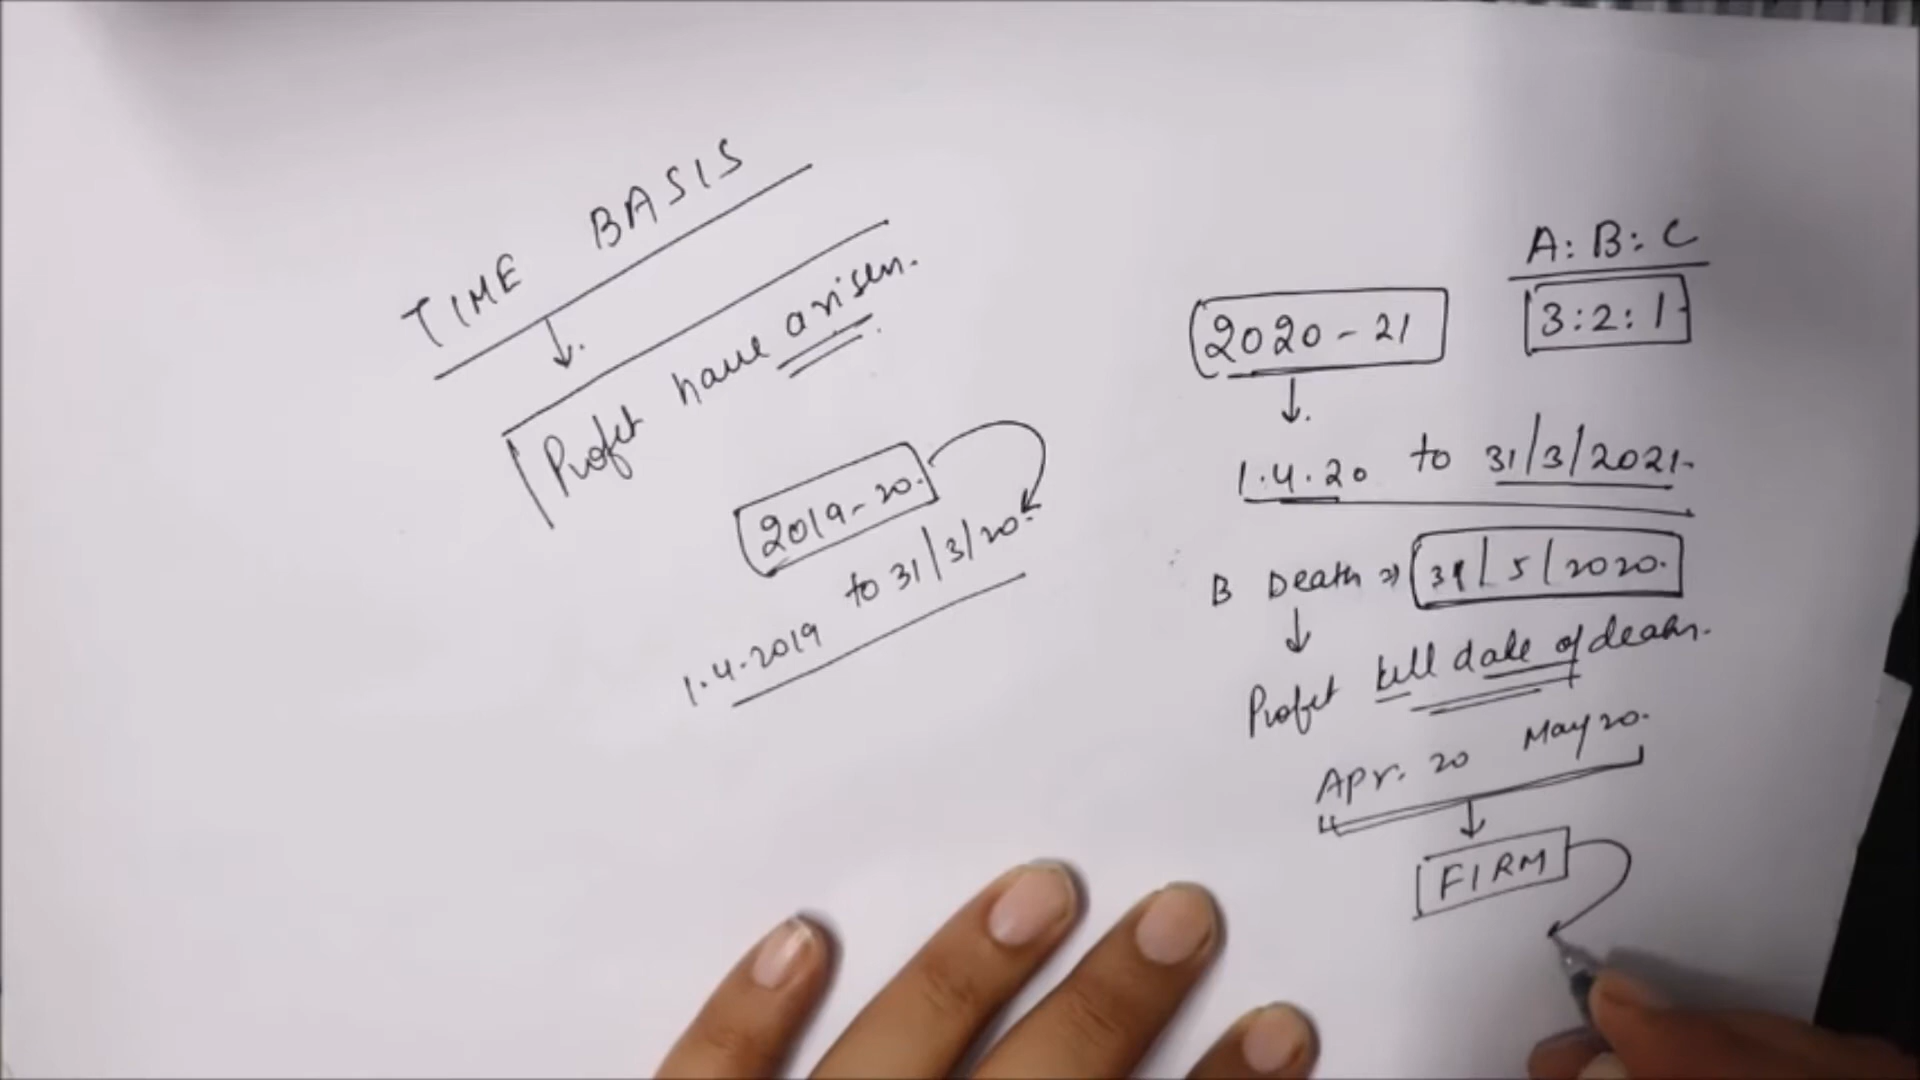 TIME BASIS
Profit have arisen.
2019-20.
1.4.2019 to 31/3/20.
A:B:C
3:2:1
2020-21
1.4.20 to 31/3/2021.
B Death ⇒ 31/5/2020.
Profit till date of death.
Apr. 20 May 20.
FIRM